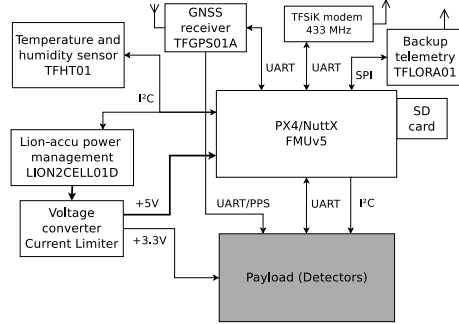 GNSS
receiver
TFGPS01A
TFSiK modem
433 MHz
Temperature and
humidity sensor
TFHT01
Backup
telemetry
TFLORA01
UART
UART
SPI
I²C
PX4/NuttX
FMUv5
SD
card
Lion-accu power
management
LION2CELL01D
+5V
UART/PPS
UART
I²C
Voltage
converter
Current Limiter
+3.3V
Payload (Detectors)